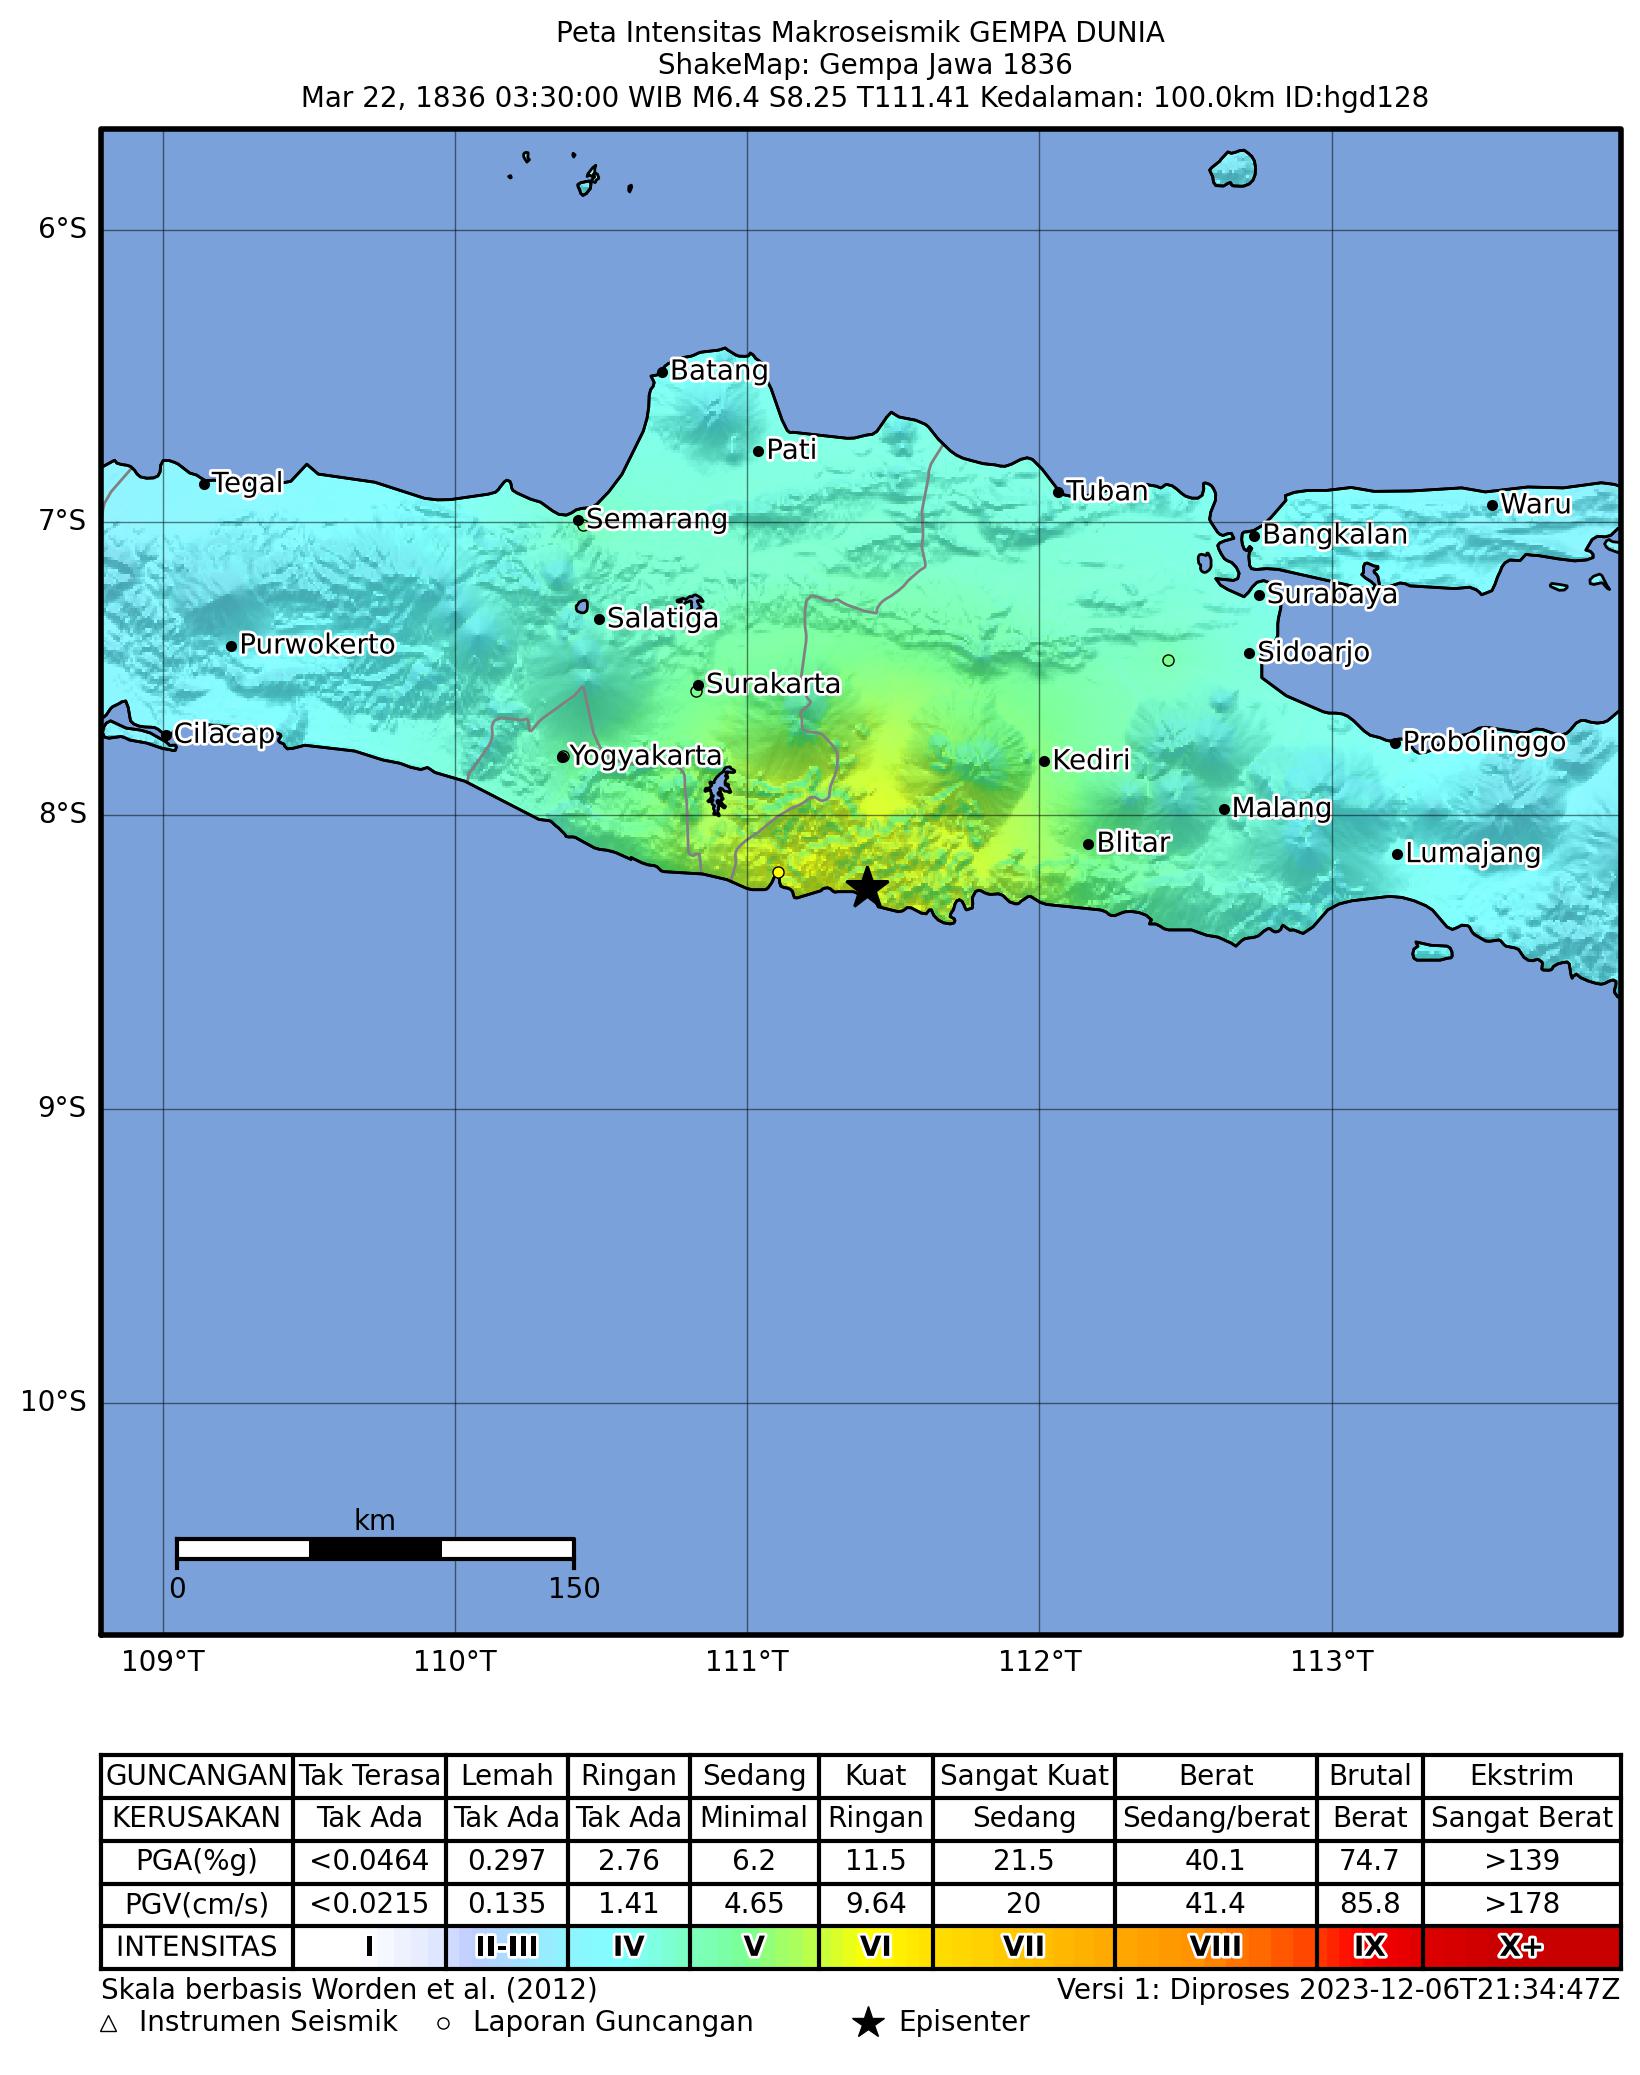 Peta Intensitas Makroseismik GEMPA DUNIA
ShakeMap: Gempa Jawa 1836
Mar 22, 1836 03:30:00 WIB M6.4 S8.25 T111.41 Kedalaman: 100.0km ID:hgd128
6°S
Batang
Pati
Tegal
Tuban
Waru
7°S
Semarang
Bangkalan
Surabaya
Salatiga
Purwokerto
Sidoarjo
Surakarta
Cilacap
Probolinggo
Yogyakarta
Kediri
8°S
Malang
Blitar
Lumajang
9°S
10°S
km
0 150
109°T 110°T 111°T 112°T 113°T
GUNCANGAN Tak Terasa Lemah Ringan Sedang Kuat Sangat Kuat Berat Brutal Ekstrim
KERUSAKAN Tak Ada Tak Ada Tak Ada Minimal Ringan Sedang Sedang/berat Berat Sangat Berat
PGA(%g) <0.0464 0.297 2.76 6.2 11.5 21.5 40.1 74.7 >139
PGV(cm/s) <0.0215 0.135 1.41 4.65 9.64 20 41.4 85.8 >178
INTENSITAS I II-III IV V VI VII VIII IX X+
Skala berbasis Worden et al. (2012) Versi 1: Diproses 2023-12-06T21:34:47Z
Instrumen Seismik Laporan Guncangan Episenter